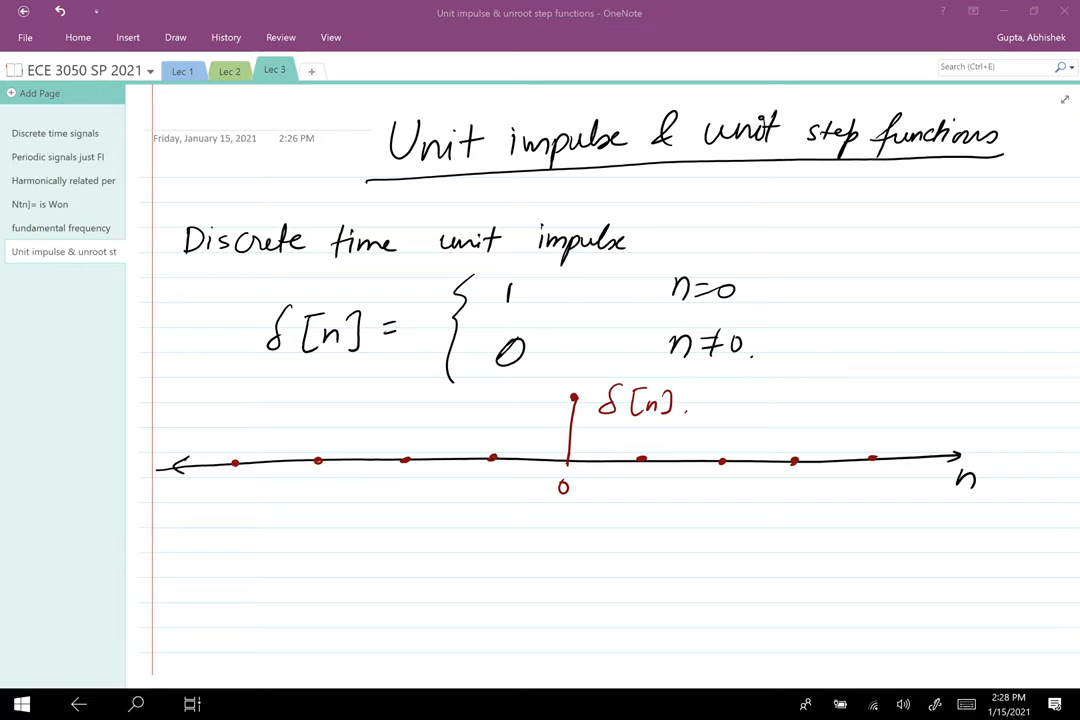 Unit impulse & unroot step functions - OneNote
File Home Insert Draw History Review View
Gupta, Abhishek
ECE 3050 SP 2021
Lec 1 Lec 2 Lec 3
Search (Ctrl+E)
Add Page
Discrete time signals
Periodic signals just FI
Harmonically related per
Ntn]= is Won
fundamental frequency
Unit impulse & unroot st
Friday, January 15, 2021 2:26 PM
Unit impulse & unit step functions
Discrete time unit impulse
δ[n] = { 1 n=0
0 n≠0.
δ[n].
0
n
2:28 PM
1/15/2021